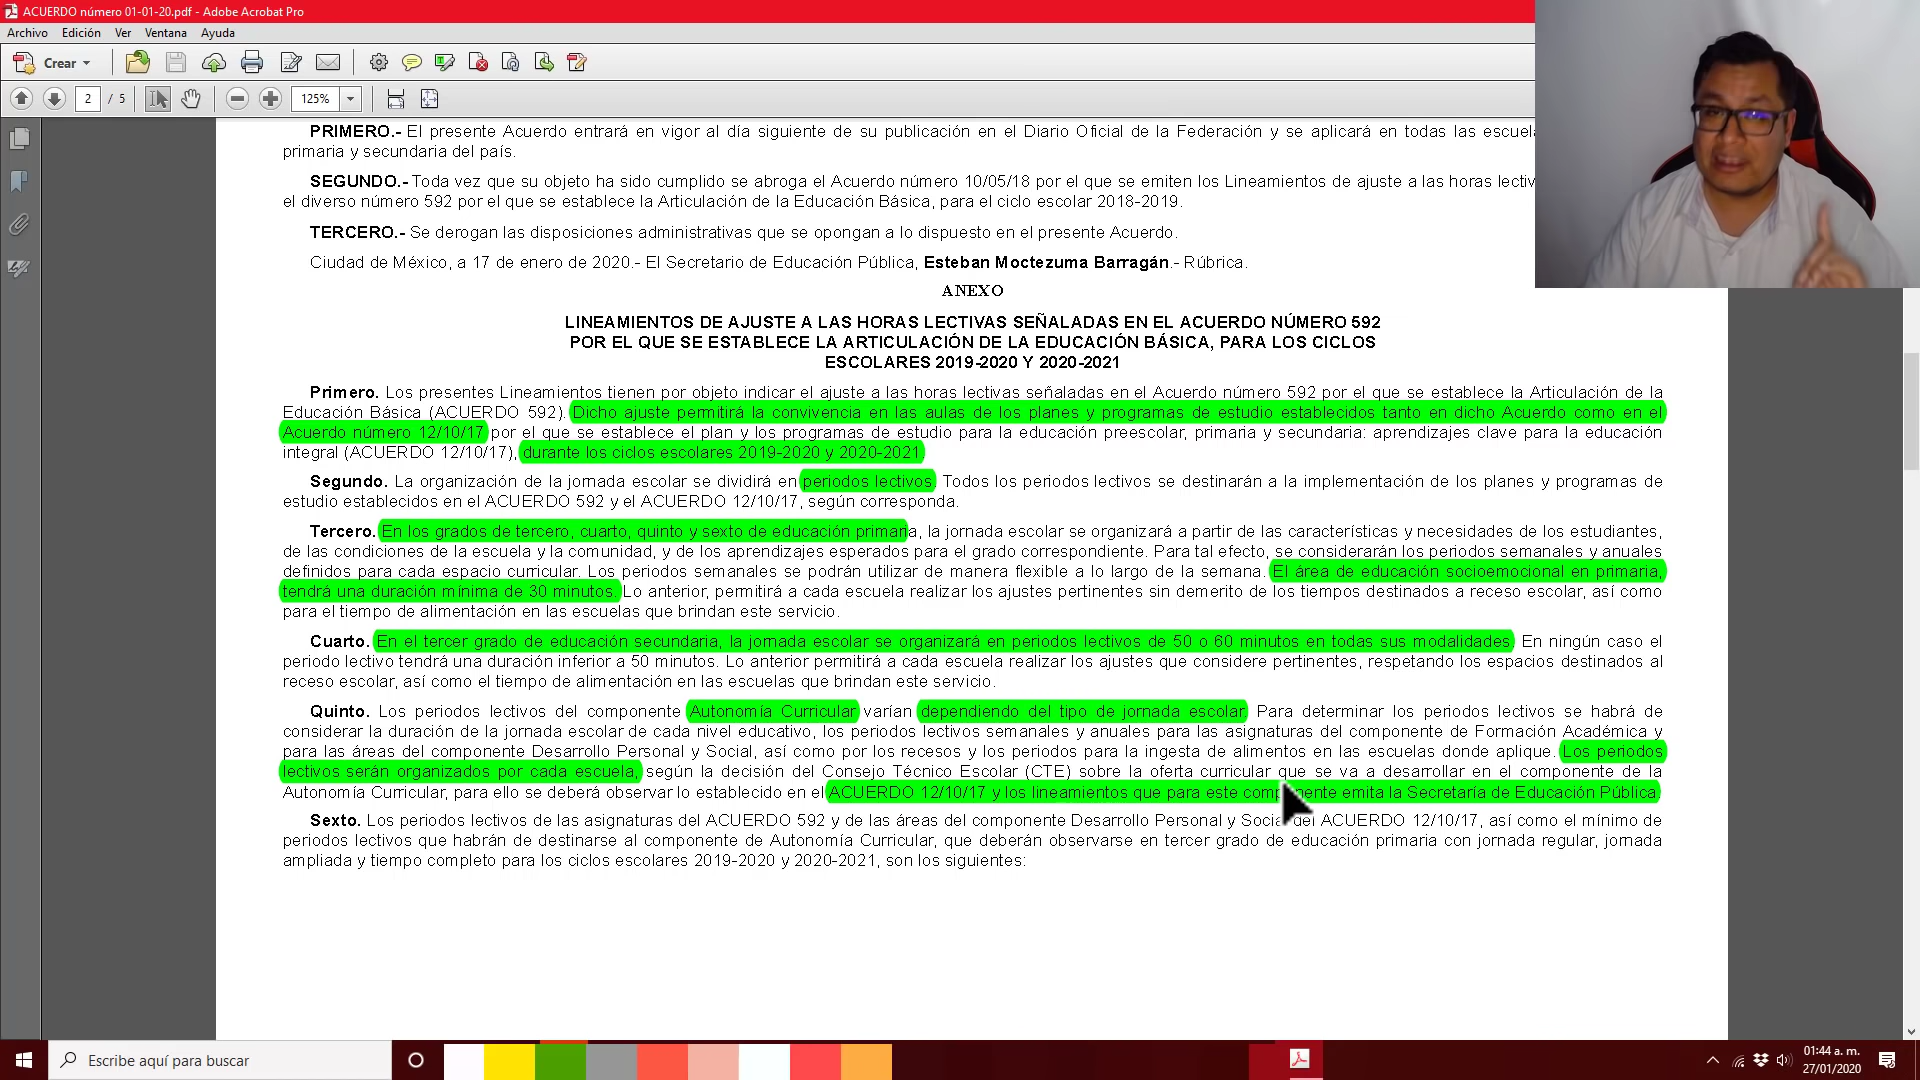 ACUERDO número 01-01-20.pdf - Adobe Acrobat Pro
Archivo Edición Ver Ventana Ayuda
Crear
2 / 5 125%
PRIMERO.- El presente Acuerdo entrará en vigor al día siguiente de su publicación en el Diario Oficial de la Federación y se aplicará en todas las
primaria y secundaria del país.
SEGUNDO.- Toda vez que su objeto ha sido cumplido se abroga el Acuerdo número 10/05/18 por el que se emiten los Lineamientos de ajuste a las horas
el diverso número 592 por el que se establece la Articulación de la Educación Básica, para el ciclo escolar 2018-2019.
TERCERO.- Se derogan las disposiciones administrativas que se opongan a lo dispuesto en el presente Acuerdo.
Ciudad de México, a 17 de enero de 2020.- El Secretario de Educación Pública, Esteban Moctezuma Barragán.- Rúbrica.
ANEXO
LINEAMIENTOS DE AJUSTE A LAS HORAS LECTIVAS SEÑALADAS EN EL ACUERDO NÚMERO 592
POR EL QUE SE ESTABLECE LA ARTICULACIÓN DE LA EDUCACIÓN BÁSICA, PARA LOS CICLOS
ESCOLARES 2019-2020 Y 2020-2021
Primero. Los presentes Lineamientos tienen por objeto indicar el ajuste a las horas lectivas señaladas en el Acuerdo número 592 por el que se establece la Articulación de la
Educación Básica (ACUERDO 592). Dicho ajuste permitirá la convivencia en las aulas de los planes y programas de estudio establecidos tanto en dicho Acuerdo como en el
Acuerdo número 12/10/17 por el que se establece el plan y los programas de estudio para la educación preescolar, primaria y secundaria: aprendizajes clave para la educación
integral (ACUERDO 12/10/17), durante los ciclos escolares 2019-2020 y 2020-2021.
Segundo. La organización de la jornada escolar se dividirá en periodos lectivos. Todos los periodos lectivos se destinarán a la implementación de los planes y programas de
estudio establecidos en el ACUERDO 592 y el ACUERDO 12/10/17, según corresponda.
Tercero. En los grados de tercero, cuarto, quinto y sexto de educación primaria, la jornada escolar se organizará a partir de las características y necesidades de los estudiantes,
de las condiciones de la escuela y la comunidad, y de los aprendizajes esperados para el grado correspondiente. Para tal efecto, se considerarán los periodos semanales y anuales
definidos para cada espacio curricular. Los periodos semanales se podrán utilizar de manera flexible a lo largo de la semana. El área de educación socioemocional en primaria,
tendrá una duración mínima de 30 minutos. Lo anterior, permitirá a cada escuela realizar los ajustes pertinentes sin demerito de los tiempos destinados a receso escolar, así como
para el tiempo de alimentación en las escuelas que brindan este servicio.
Cuarto. En el tercer grado de educación secundaria, la jornada escolar se organizará en periodos lectivos de 50 o 60 minutos en todas sus modalidades. En ningún caso el
periodo lectivo tendrá una duración inferior a 50 minutos. Lo anterior permitirá a cada escuela realizar los ajustes que considere pertinentes, respetando los espacios destinados al
receso escolar, así como el tiempo de alimentación en las escuelas que brindan este servicio.
Quinto. Los periodos lectivos del componente Autonomía Curricular varían dependiendo del tipo de jornada escolar. Para determinar los periodos lectivos se habrá de
considerar la duración de la jornada escolar de cada nivel educativo, los periodos lectivos semanales y anuales para las asignaturas del componente de Formación Académica y
para las áreas del componente Desarrollo Personal y Social, así como por los recesos y los periodos para la ingesta de alimentos en las escuelas donde aplique. Los periodos
lectivos serán organizados por cada escuela, según la decisión del Consejo Técnico Escolar (CTE) sobre la oferta curricular que se va a desarrollar en el componente de la
Autonomía Curricular, para ello se deberá observar lo establecido en el ACUERDO 12/10/17 y los lineamientos que para este componente emita la Secretaría de Educación Pública.
Sexto. Los periodos lectivos de las asignaturas del ACUERDO 592 y de las áreas del componente Desarrollo Personal y Social del ACUERDO 12/10/17, así como el mínimo de
periodos lectivos que habrán de destinarse al componente de Autonomía Curricular, que deberán observarse en tercer grado de educación primaria con jornada regular, jornada
ampliada y tiempo completo para los ciclos escolares 2019-2020 y 2020-2021, son los siguientes:
Escribe aquí para buscar
01:44 a. m.
27/01/2020